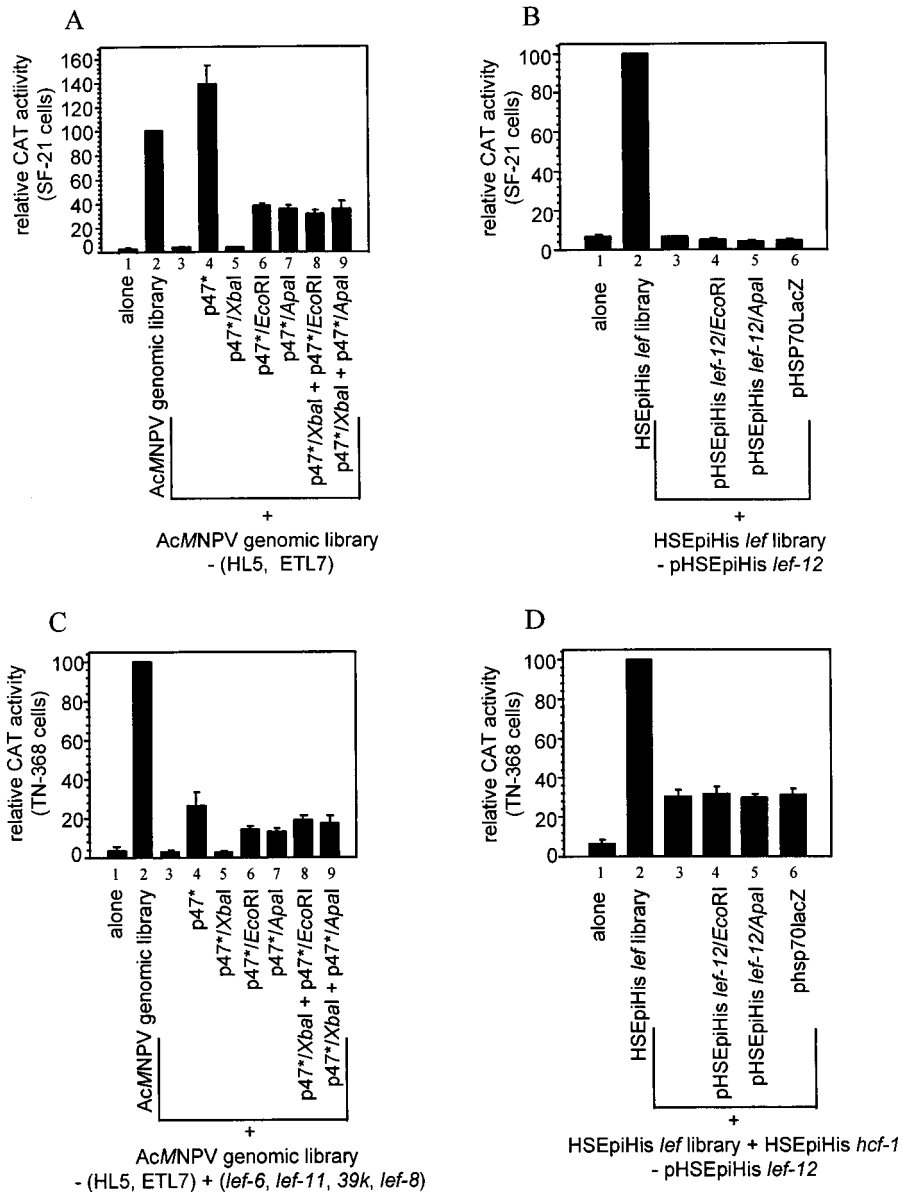 A
relative CAT actiivity
(SF-21 cells)
160
140
120
100
80
60
40
20
0
1 2 3 4 5 6 7 8 9
alone
AcMNPV genomic library
p47*
p47*/XbaI
p47*/EcoRI
p47*/ApaI
p47*/XbaI + p47*/EcoRI
p47*/XbaI + p47*/ApaI
+
AcMNPV genomic library
- (HL5, ETL7)
B
relative CAT activity
(SF-21 cells)
100
80
60
40
20
0
1 2 3 4 5 6
alone
HSEpiHis lef library
pHSEpiHis lef-12/EcoRI
pHSEpiHis lef-12/ApaI
pHSP70LacZ
+
HSEpiHis lef library
- pHSEpiHis lef-12
C
relative CAT activity
(TN-368 cells)
100
80
60
40
20
0
1 2 3 4 5 6 7 8 9
alone
AcMNPV genomic library
p47*
p47*/XbaI
p47*/EcoRI
p47*/ApaI
p47*/XbaI + p47*/EcoRI
p47*/XbaI + p47*/ApaI
+
AcMNPV genomic library
- (HL5, ETL7) + (lef-6, lef-11, 39k, lef-8)
D
relative CAT activity
(TN-368 cells)
100
80
60
40
20
0
1 2 3 4 5 6
alone
HSEpiHis lef library
pHSEpiHis lef-12/EcoRI
pHSEpiHis lef-12/ApaI
phsp70lacZ
+
HSEpiHis lef library + HSEpiHis hcf-1
- pHSEpiHis lef-12